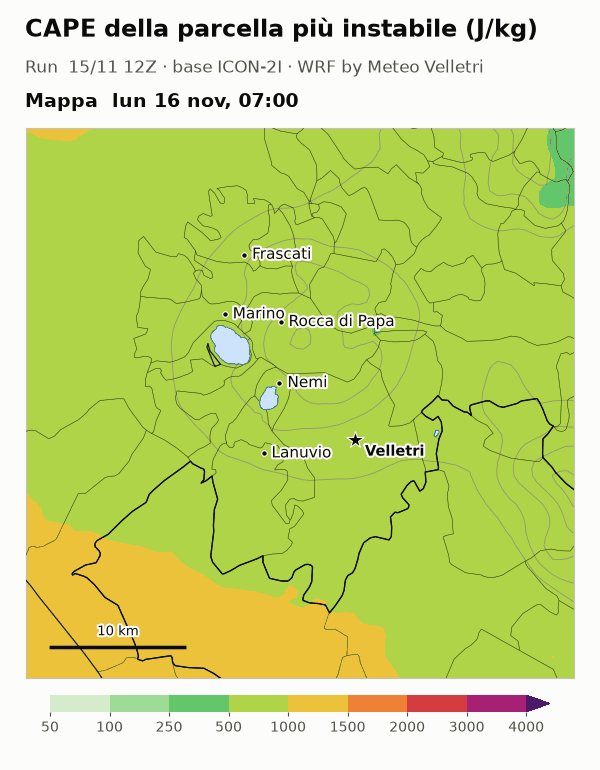 CAPE della parcella più instabile (J/kg)
Run  15/11 12Z · base ICON-2I · WRF by Meteo Velletri
Mappa  lun 16 nov, 07:00
Frascati
Marino
Rocca di Papa
Nemi
Velletri
Lanuvio
10 km
50 100 250 500 1000 1500 2000 3000 4000